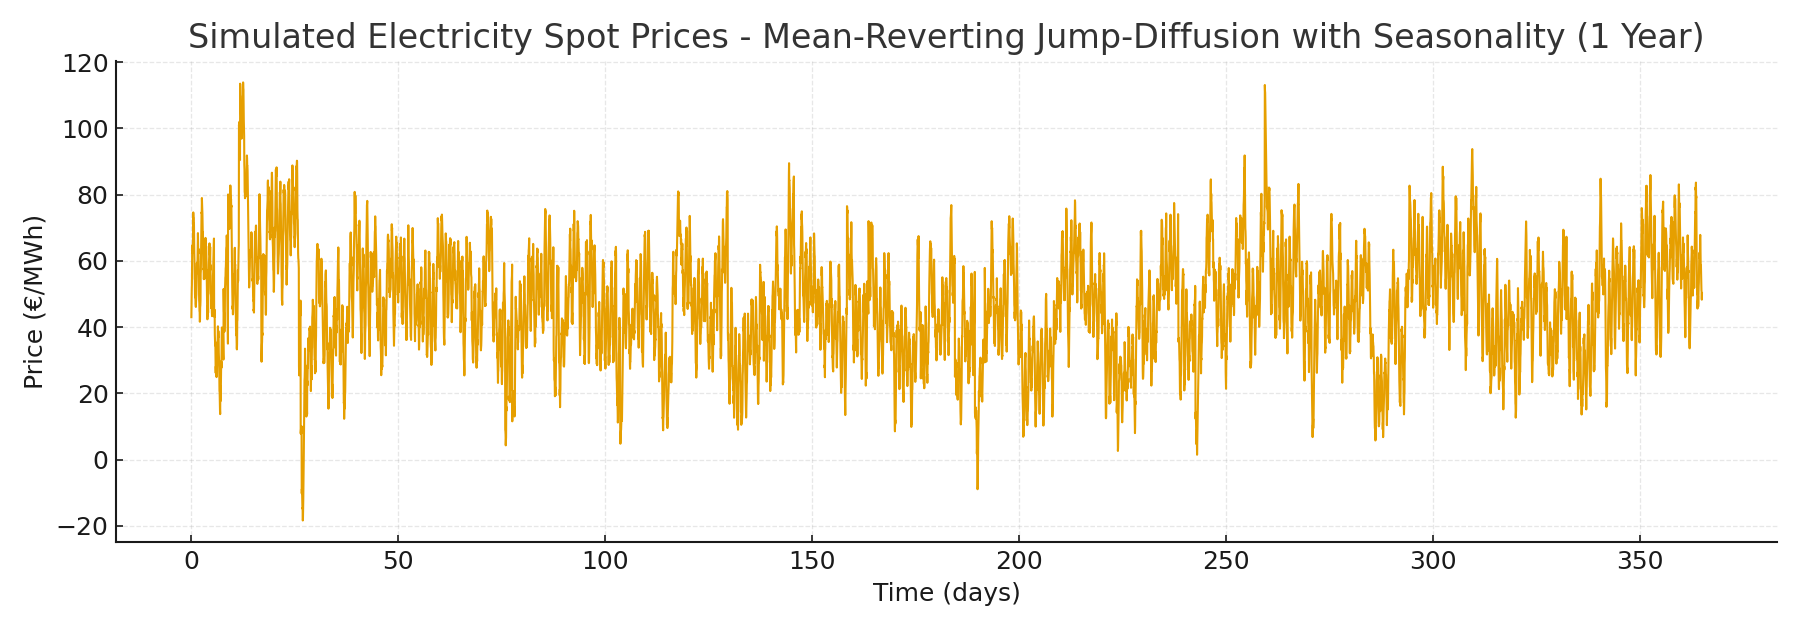 Simulated Electricity Spot Prices - Mean-Reverting Jump-Diffusion with Seasonality (1 Year)
Price (€/MWh)
120
100
80
60
40
20
0
−20
0 50 100 150 200 250 300 350
Time (days)